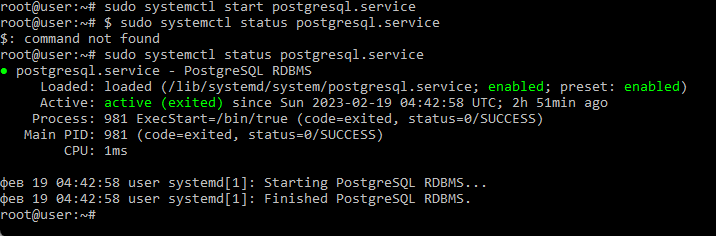 root@user:~# sudo systemctl start postgresql.service
root@user:~# $ sudo systemctl status postgresql.service
$: command not found
root@user:~# sudo systemctl status postgresql.service
● postgresql.service - PostgreSQL RDBMS
Loaded: loaded (/lib/systemd/system/postgresql.service; enabled; preset: enabled)
Active: active (exited) since Sun 2023-02-19 04:42:58 UTC; 2h 51min ago
Process: 981 ExecStart=/bin/true (code=exited, status=0/SUCCESS)
Main PID: 981 (code=exited, status=0/SUCCESS)
CPU: 1ms
фев 19 04:42:58 user systemd[1]: Starting PostgreSQL RDBMS...
фев 19 04:42:58 user systemd[1]: Finished PostgreSQL RDBMS.
root@user:~#